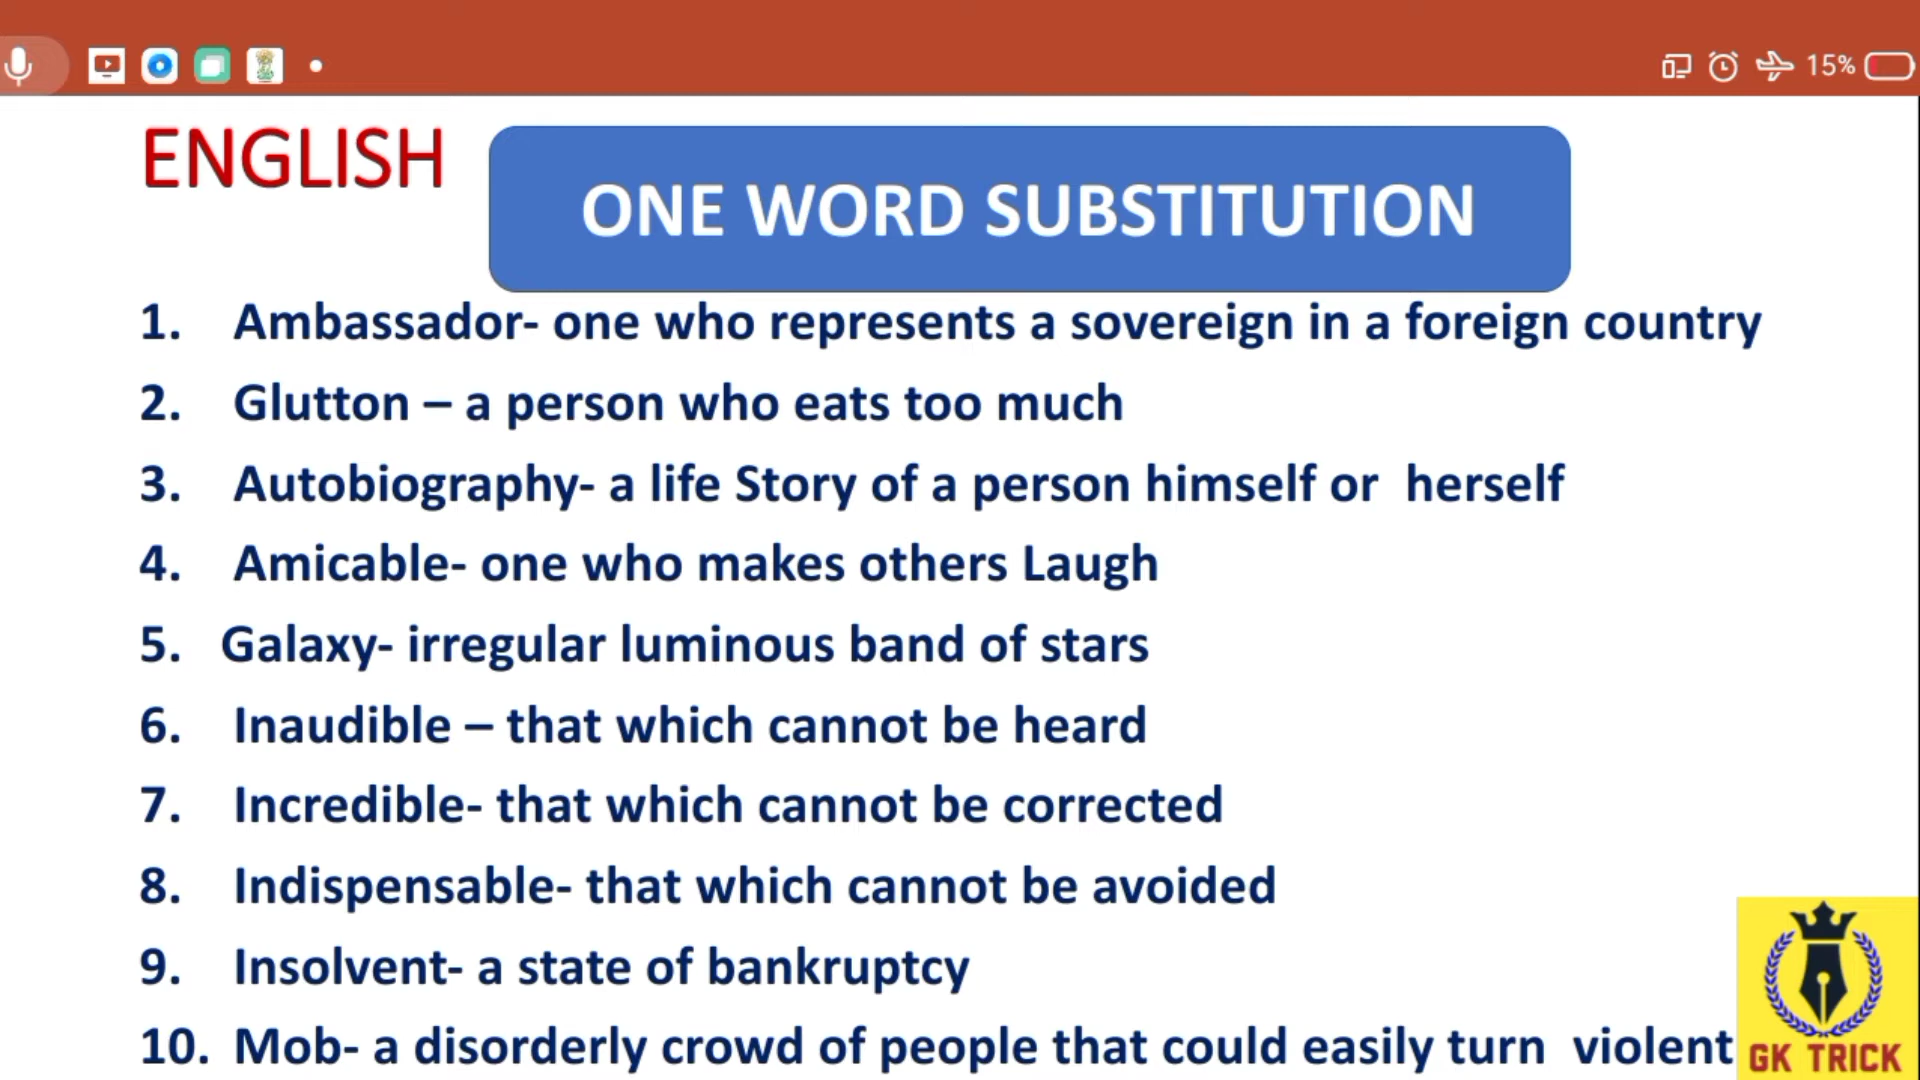 15%
ENGLISH
ONE WORD SUBSTITUTION
1. Ambassador- one who represents a sovereign in a foreign country
2. Glutton – a person who eats too much
3. Autobiography- a life Story of a person himself or herself
4. Amicable- one who makes others Laugh
5. Galaxy- irregular luminous band of stars
6. Inaudible – that which cannot be heard
7. Incredible- that which cannot be corrected
8. Indispensable- that which cannot be avoided
9. Insolvent- a state of bankruptcy
10. Mob- a disorderly crowd of people that could easily turn violent
GK TRICK